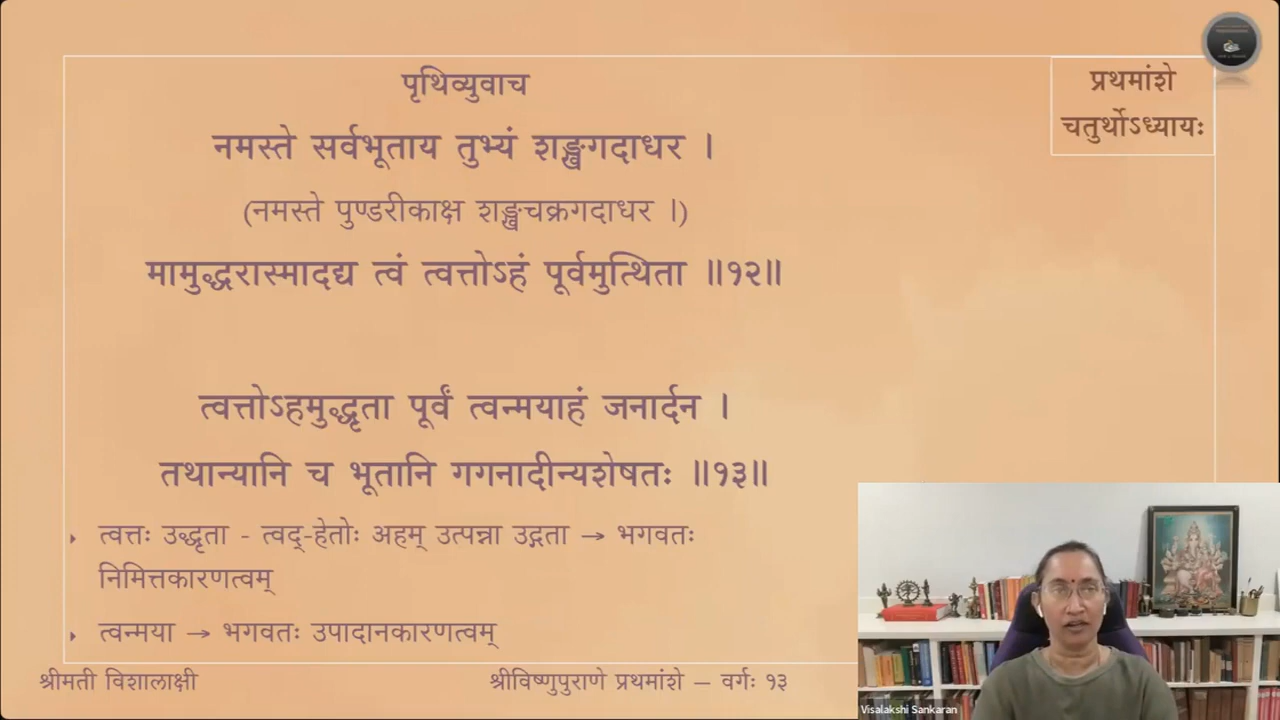 पृथिव्युवाच
प्रथमांशे
चतुर्थोऽध्यायः
नमस्ते सर्वभूताय तुभ्यं शङ्खगदाधर ।
(नमस्ते पुण्डरीकाक्ष शङ्खचक्रगदाधर ।)
मामुद्धरास्मादद्य त्वं त्वत्तोऽहं पूर्वमुत्थिता ॥१२॥
त्वत्तोऽहमुद्धृता पूर्वं त्वन्मयाहं जनार्दन ।
तथान्यानि च भूतानि गगनादीन्यशेषतः ॥१३॥
त्वत्तः उद्धृता - त्वद्-हेतोः अहम् उत्पन्ना उद्गता → भगवतः
निमित्तकारणत्वम्
त्वन्मया → भगवतः उपादानकारणत्वम्
श्रीमती विशालाक्षी
श्रीविष्णुपुराणे प्रथमांशे – वर्गः १३
Visalakshi Sankaran